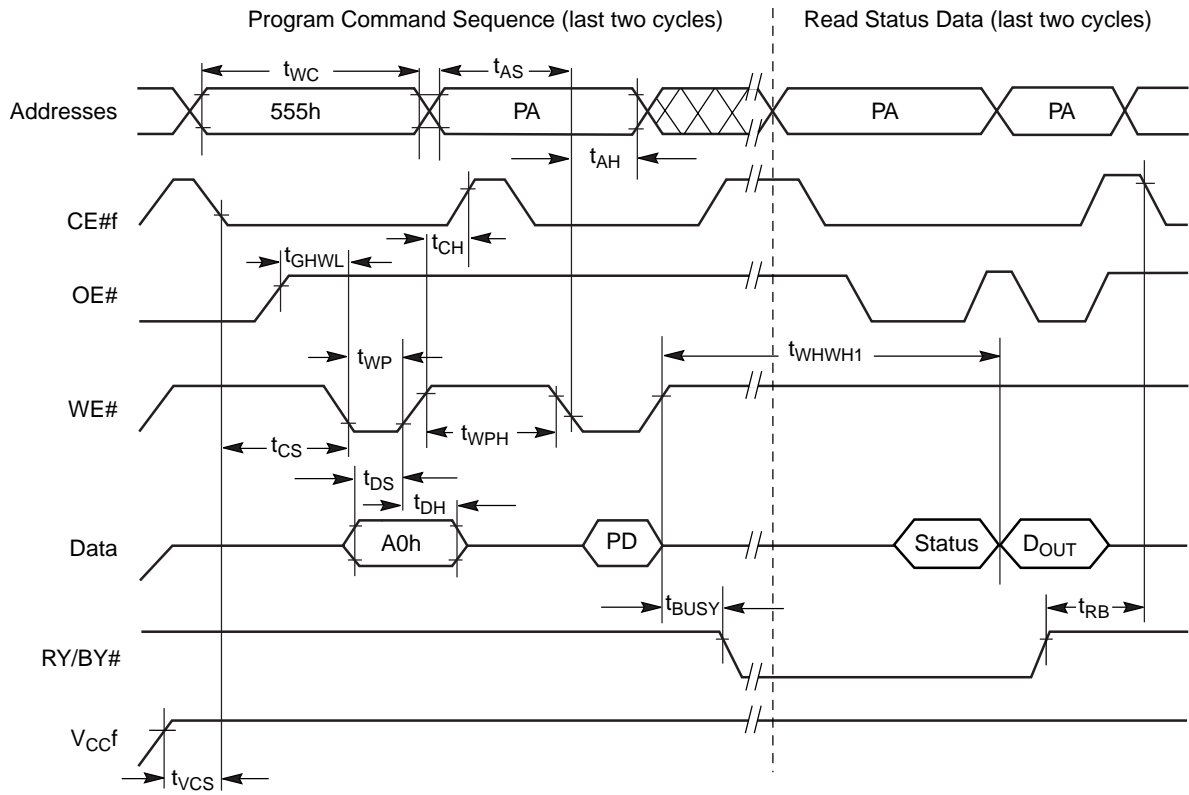 Program Command Sequence (last two cycles) Read Status Data (last two cycles)
tWC tAS
Addresses 555h PA PA PA
tAH
CE#f
tCH
tGHWL
OE#
tWP tWHWH1
WE#
tCS tWPH
tDS
tDH
Data A0h PD Status DOUT
tBUSY tRB
RY/BY#
VCCf
tVCS